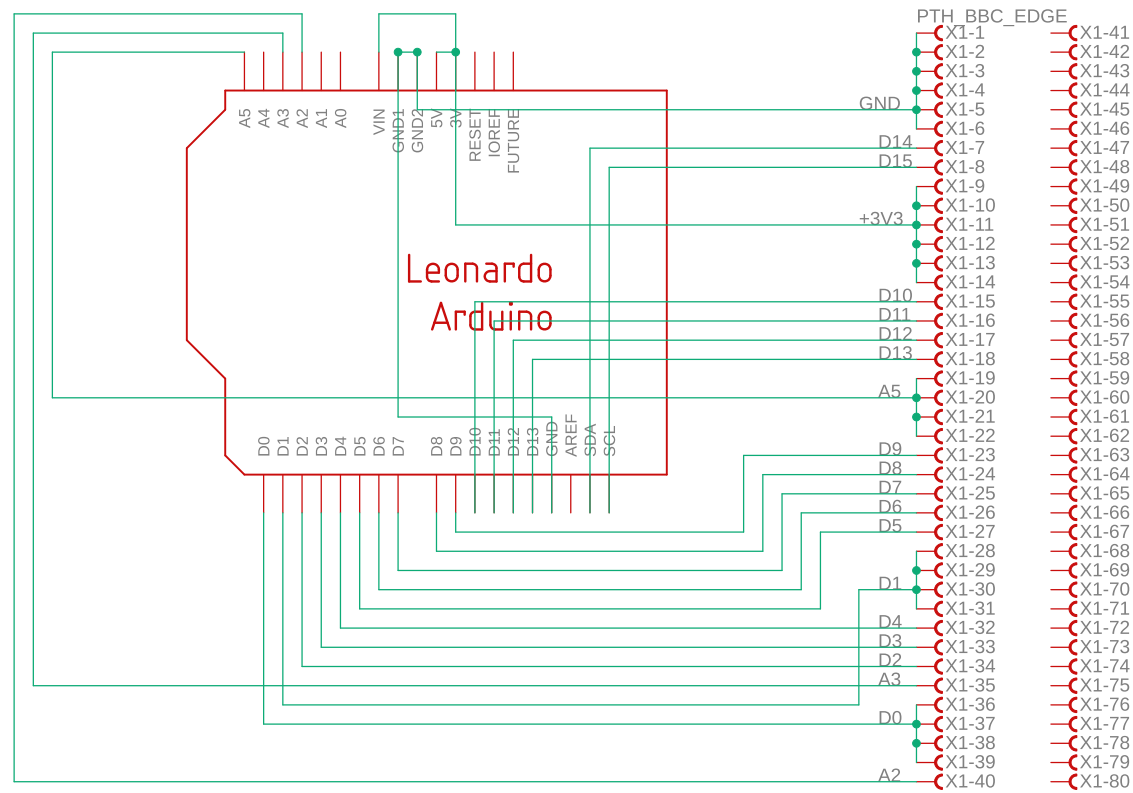 PTH_BBC_EDGE
A5
A4
A3
A2
A1
A0
VIN
GND1
GND2
5V
3V
RESET
IOREF
FUTURE
Leonardo
Arduino
D0
D1
D2
D3
D4
D5
D6
D7
D8
D9
D10
D11
D12
D13
GND
AREF
SDA
SCL
GND
D14
D15
+3V3
D10
D11
D12
D13
A5
D9
D8
D7
D6
D5
D1
D4
D3
D2
A3
D0
A2
X1-1
X1-2
X1-3
X1-4
X1-5
X1-6
X1-7
X1-8
X1-9
X1-10
X1-11
X1-12
X1-13
X1-14
X1-15
X1-16
X1-17
X1-18
X1-19
X1-20
X1-21
X1-22
X1-23
X1-24
X1-25
X1-26
X1-27
X1-28
X1-29
X1-30
X1-31
X1-32
X1-33
X1-34
X1-35
X1-36
X1-37
X1-38
X1-39
X1-40
X1-41
X1-42
X1-43
X1-44
X1-45
X1-46
X1-47
X1-48
X1-49
X1-50
X1-51
X1-52
X1-53
X1-54
X1-55
X1-56
X1-57
X1-58
X1-59
X1-60
X1-61
X1-62
X1-63
X1-64
X1-65
X1-66
X1-67
X1-68
X1-69
X1-70
X1-71
X1-72
X1-73
X1-74
X1-75
X1-76
X1-77
X1-78
X1-79
X1-80